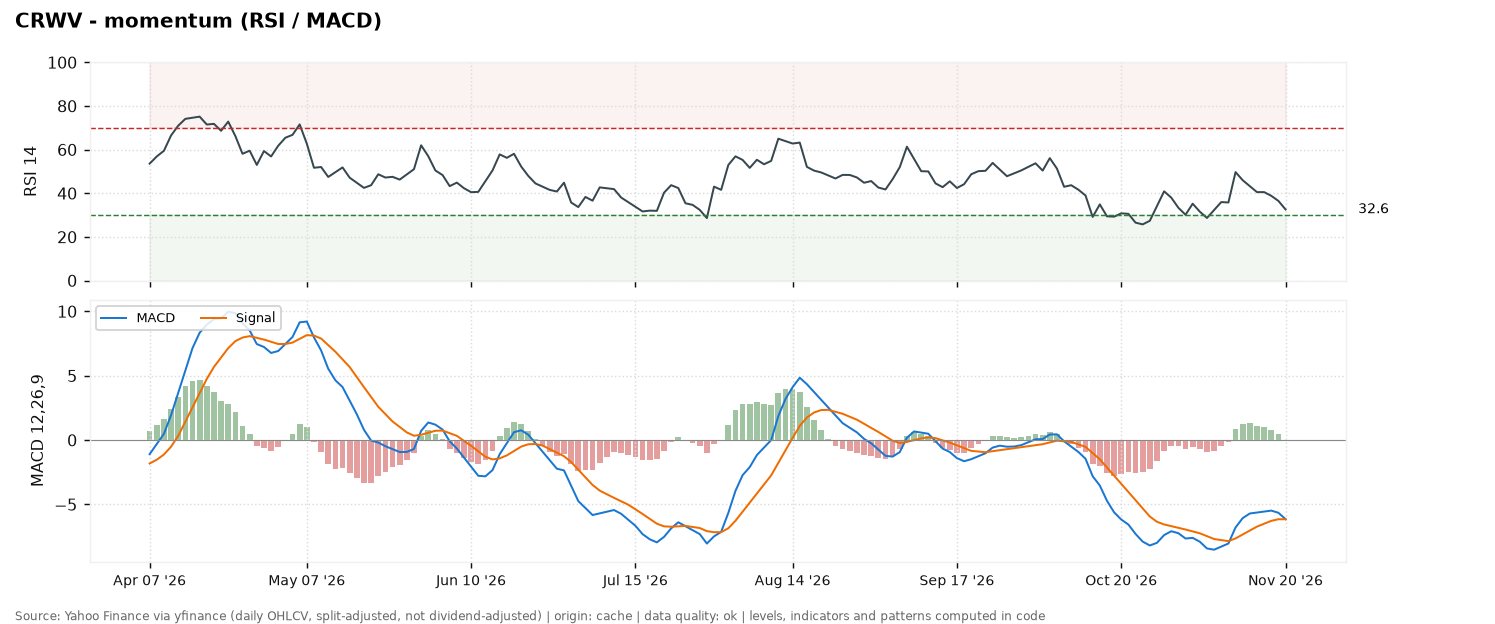 CRWV - momentum (RSI / MACD)
100
80
60
40
20
0
RSI 14
32.6
MACD Signal
10
5
0
−5
MACD 12,26,9
Apr 07 '26 May 07 '26 Jun 10 '26 Jul 15 '26 Aug 14 '26 Sep 17 '26 Oct 20 '26 Nov 20 '26
Source: Yahoo Finance via yfinance (daily OHLCV, split-adjusted, not dividend-adjusted) | origin: cache | data quality: ok | levels, indicators and patterns computed in code